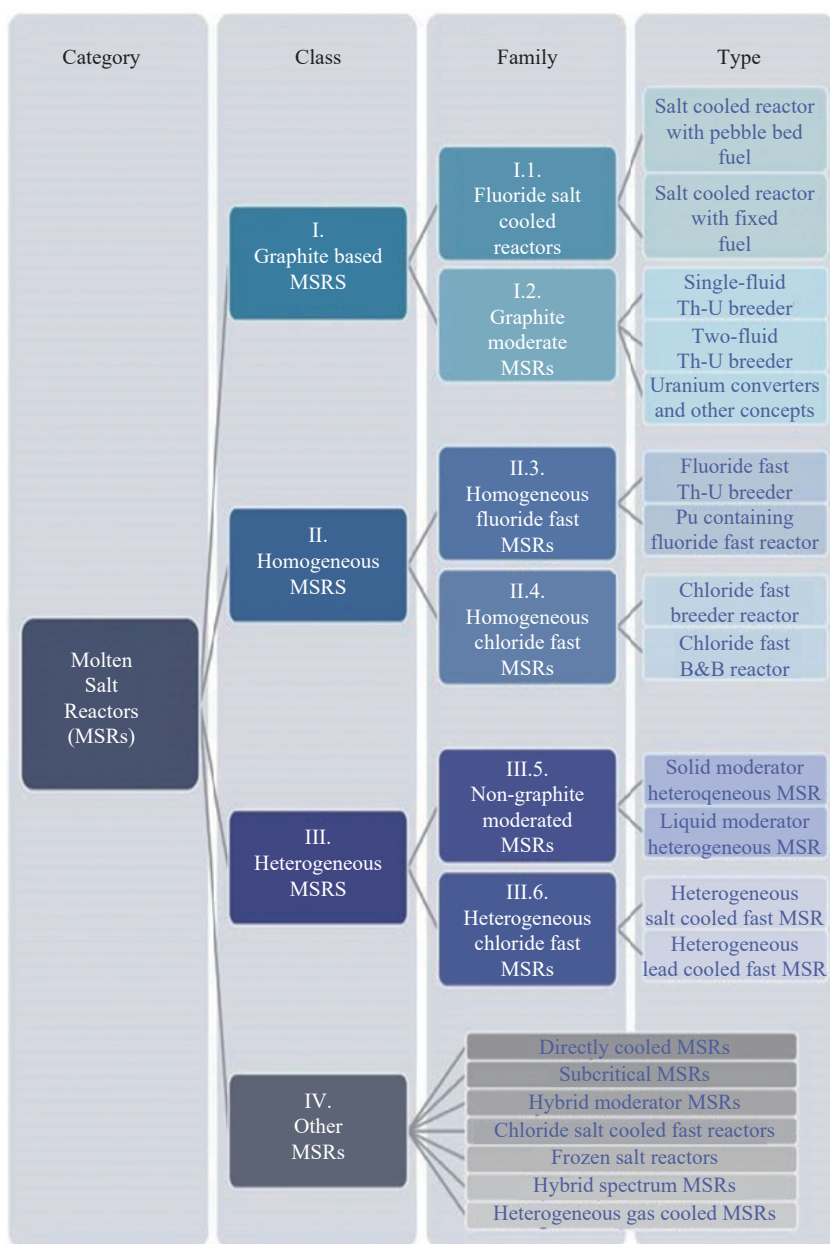 Category
Class
Family
Type
Molten
Salt
Reactors
(MSRs)
I.
Graphite based
MSRS
II.
Homogeneous
MSRS
III.
Heterogeneous
MSRS
IV.
Other
MSRs
I.1.
Fluoride salt
cooled
reactors
I.2.
Graphite
moderate
MSRs
II.3.
Homogeneous
fluoride fast
MSRs
II.4.
Homogeneous
chloride fast
MSRs
III.5.
Non-graphite
moderated
MSRs
III.6.
Heterogeneous
chloride fast
MSRs
Salt cooled reactor
with pebble bed
fuel
Salt cooled reactor
with fixed
fuel
Single-fluid
Th-U breeder
Two-fluid
Th-U breeder
Uranium converters
and other concepts
Fluoride fast
Th-U breeder
Pu containing
fluoride fast reactor
Chloride fast
breeder reactor
Chloride fast
B&B reactor
Solid moderator
heteroqeneous MSR
Liquid moderator
heterogeneous MSR
Heterogeneous
salt cooled fast MSR
Heterogeneous
lead cooled fast MSR
Directly cooled MSRs
Subcritical MSRs
Hybrid moderator MSRs
Chloride salt cooled fast reactors
Frozen salt reactors
Hybrid spectrum MSRs
Heterogeneous gas cooled MSRs